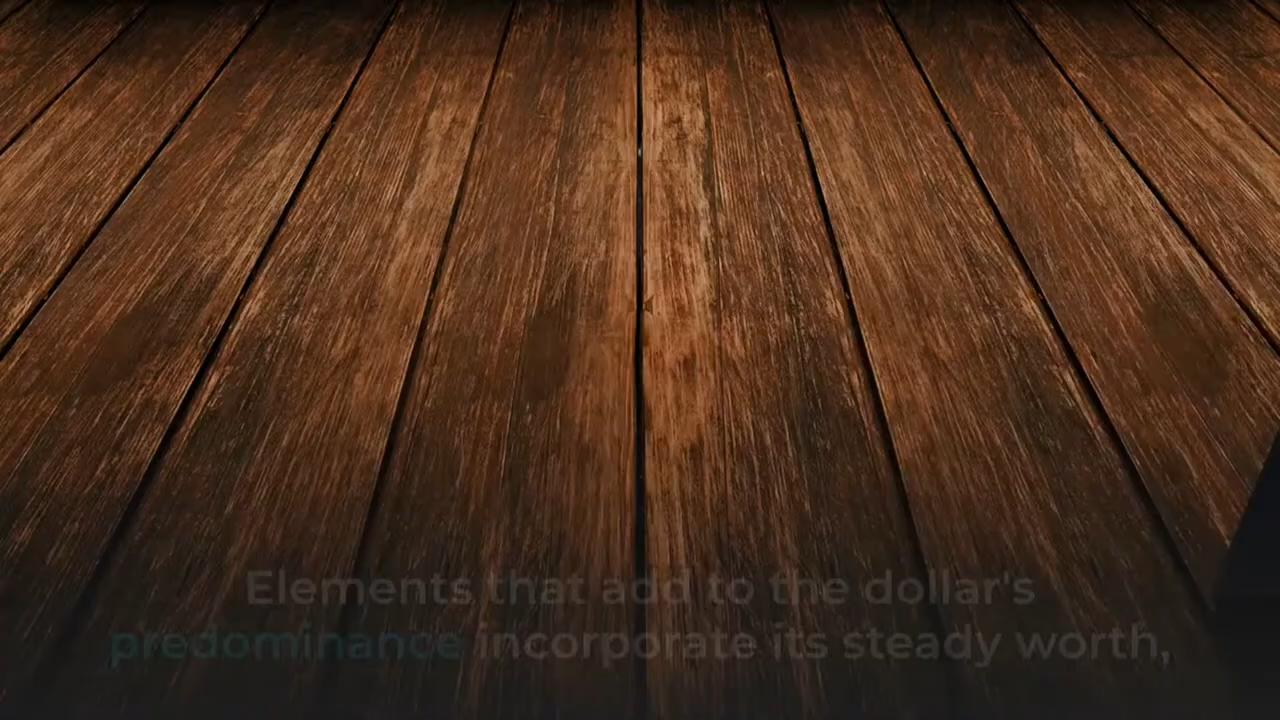 Elements that add to the dollar's
predominance incorporate its steady worth,